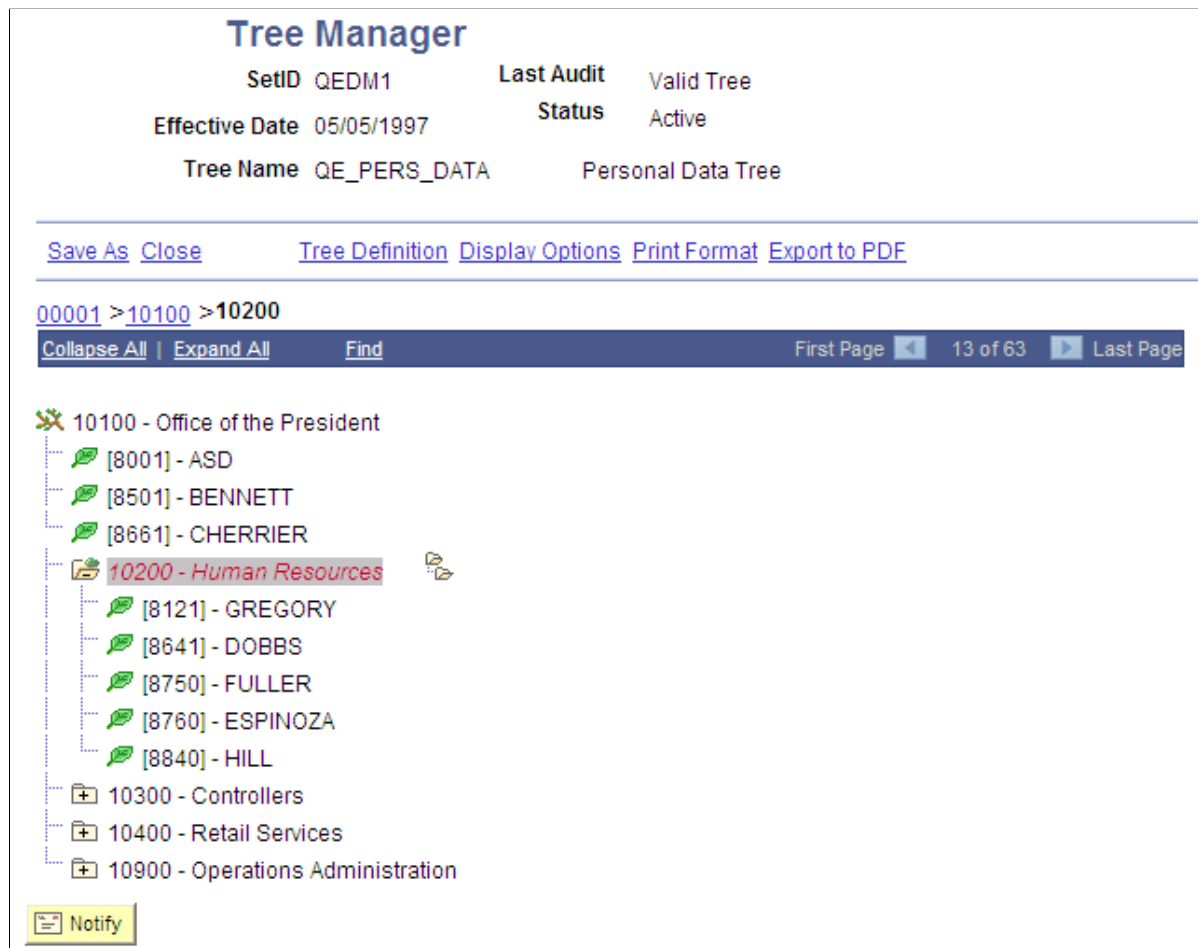 Tree Manager
SetID QEDM1 Last Audit Valid Tree
Effective Date 05/05/1997 Status Active
Tree Name QE_PERS_DATA Personal Data Tree
Save As Close Tree Definition Display Options Print Format Export to PDF
00001 >10100 >10200
Collapse All | Expand All Find First Page 13 of 63 Last Page
10100 - Office of the President
[8001] - ASD
[8501] - BENNETT
[8661] - CHERRIER
10200 - Human Resources
[8121] - GREGORY
[8641] - DOBBS
[8750] - FULLER
[8760] - ESPINOZA
[8840] - HILL
10300 - Controllers
10400 - Retail Services
10900 - Operations Administration
Notify